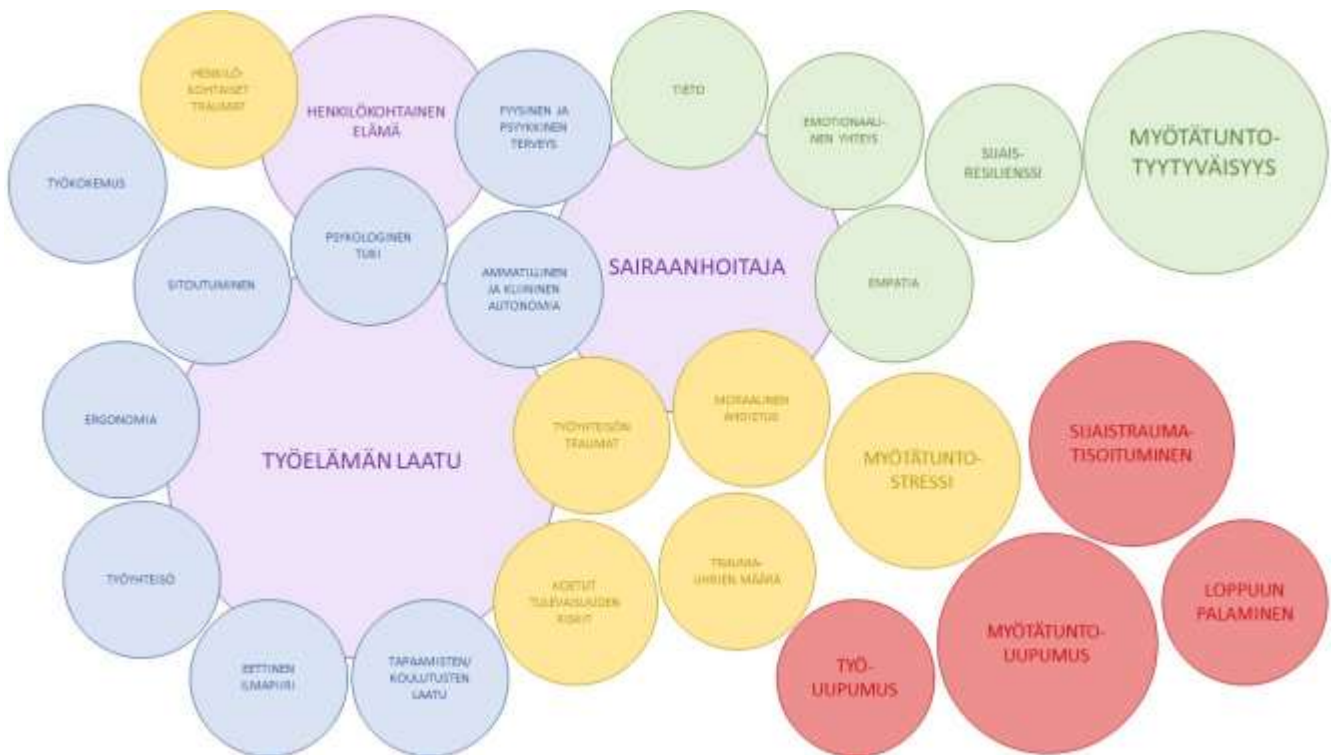 HENKILÖ-
KOHTAISET
TRAUMAT
HENKILÖKOHTAINEN
ELÄMÄ
FYYSINEN JA
PSYYKKINEN
TERVEYS
TIETO
EMOTIONAALI-
NEN YHTEYS
SIJAIS-
RESILIENSSI
MYÖTÄTUNTO-
TYYTYVÄISYYS
TYÖKOKEMUS
SITOUTUMINEN
PSYKOLOGINEN
TUKI
AMMATILLINEN
JA KLIININEN
AUTONOMIA
SAIRAANHOITAJA
EMPATIA
ERGONOMIA
TYÖELÄMÄN LAATU
TYÖYHTEISÖN
TRAUMAT
MORAALINEN
AHDISTUS
MYÖTÄTUNTO-
STRESSI
SIJAISTRAUMA-
TISOITUMINEN
TYÖYHTEISÖ
KOETUT
TULEVAISUUDEN
RISKIT
TRAUMA-
UHRIEN MÄÄRÄ
LOPPUUN
PALAMINEN
EETTINEN
ILMAPIIRI
TAPAAMISTEN/
KOULUTUSTEN
LAATU
TYÖ-
UUPUMUS
MYÖTÄTUNTO-
UUPUMUS